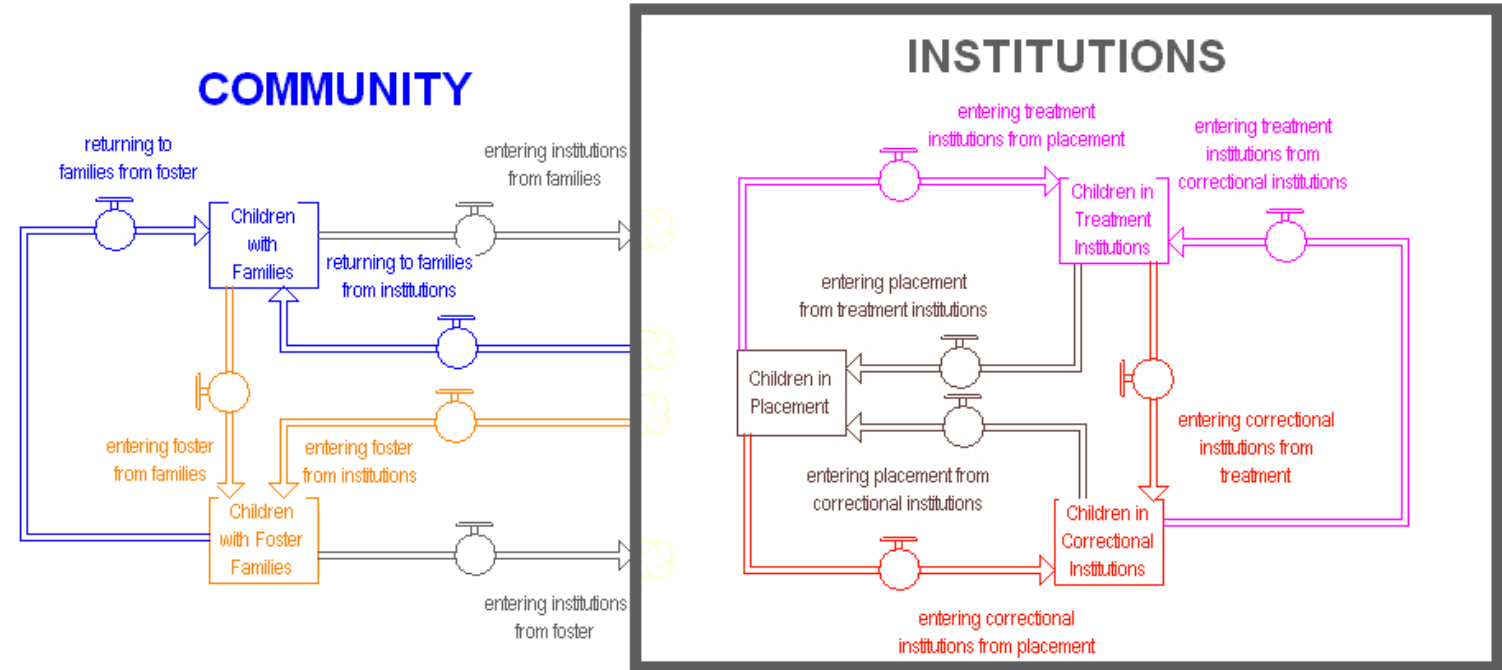 COMMUNITY
returning to
families from foster
entering institutions
from families
Children
with
Families
returning to families
from institutions
entering foster
from families
entering foster
from institutions
Children
with Foster
Families
entering institutions
from foster
INSTITUTIONS
entering treatment
institutions from placement
entering treatment
institutions from
correctional institutions
Children in
Treatment
Institutions
entering placement
from treatment institutions
Children in
Placement
entering correctional
institutions from
treatment
entering placement from
correctional institutions
Children in
Correctional
Institutions
entering correctional
institutions from placement